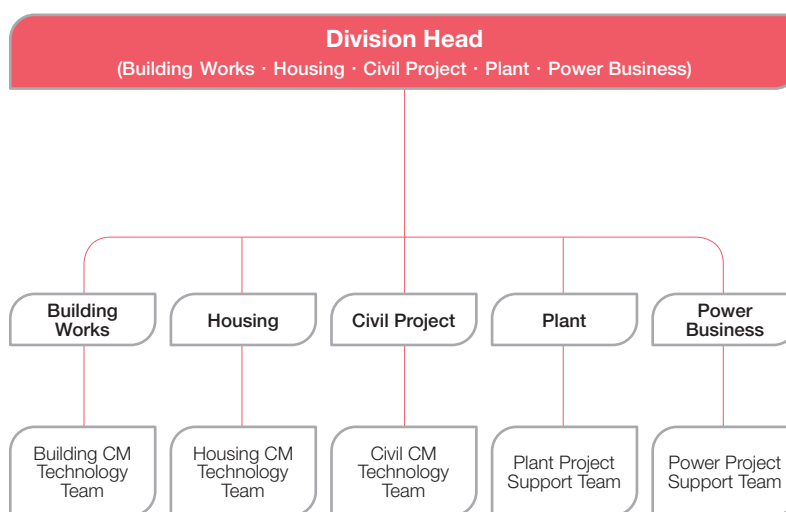 Division Head
(Building Works · Housing · Civil Project · Plant · Power Business)
Building
Works
Housing
Civil Project
Plant
Power
Business
Building CM
Technology
Team
Housing CM
Technology
Team
Civil CM
Technology
Team
Plant Project
Support Team
Power Project
Support Team